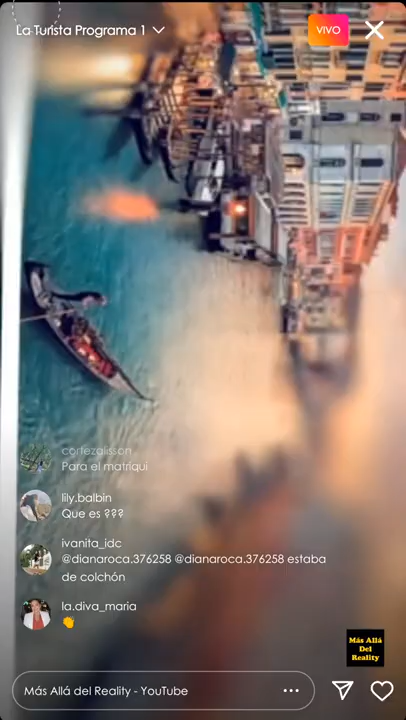 La Turista Programa 1
VIVO
cortezalisson
Para el matriqui
lily.balbin
Que es ???
ivanita_idc
@dianaroca.376258 @dianaroca.376258 estaba
de colchón
la.diva_maria
👏
Más Allá
Del
Reality
Más Allá del Reality - YouTube